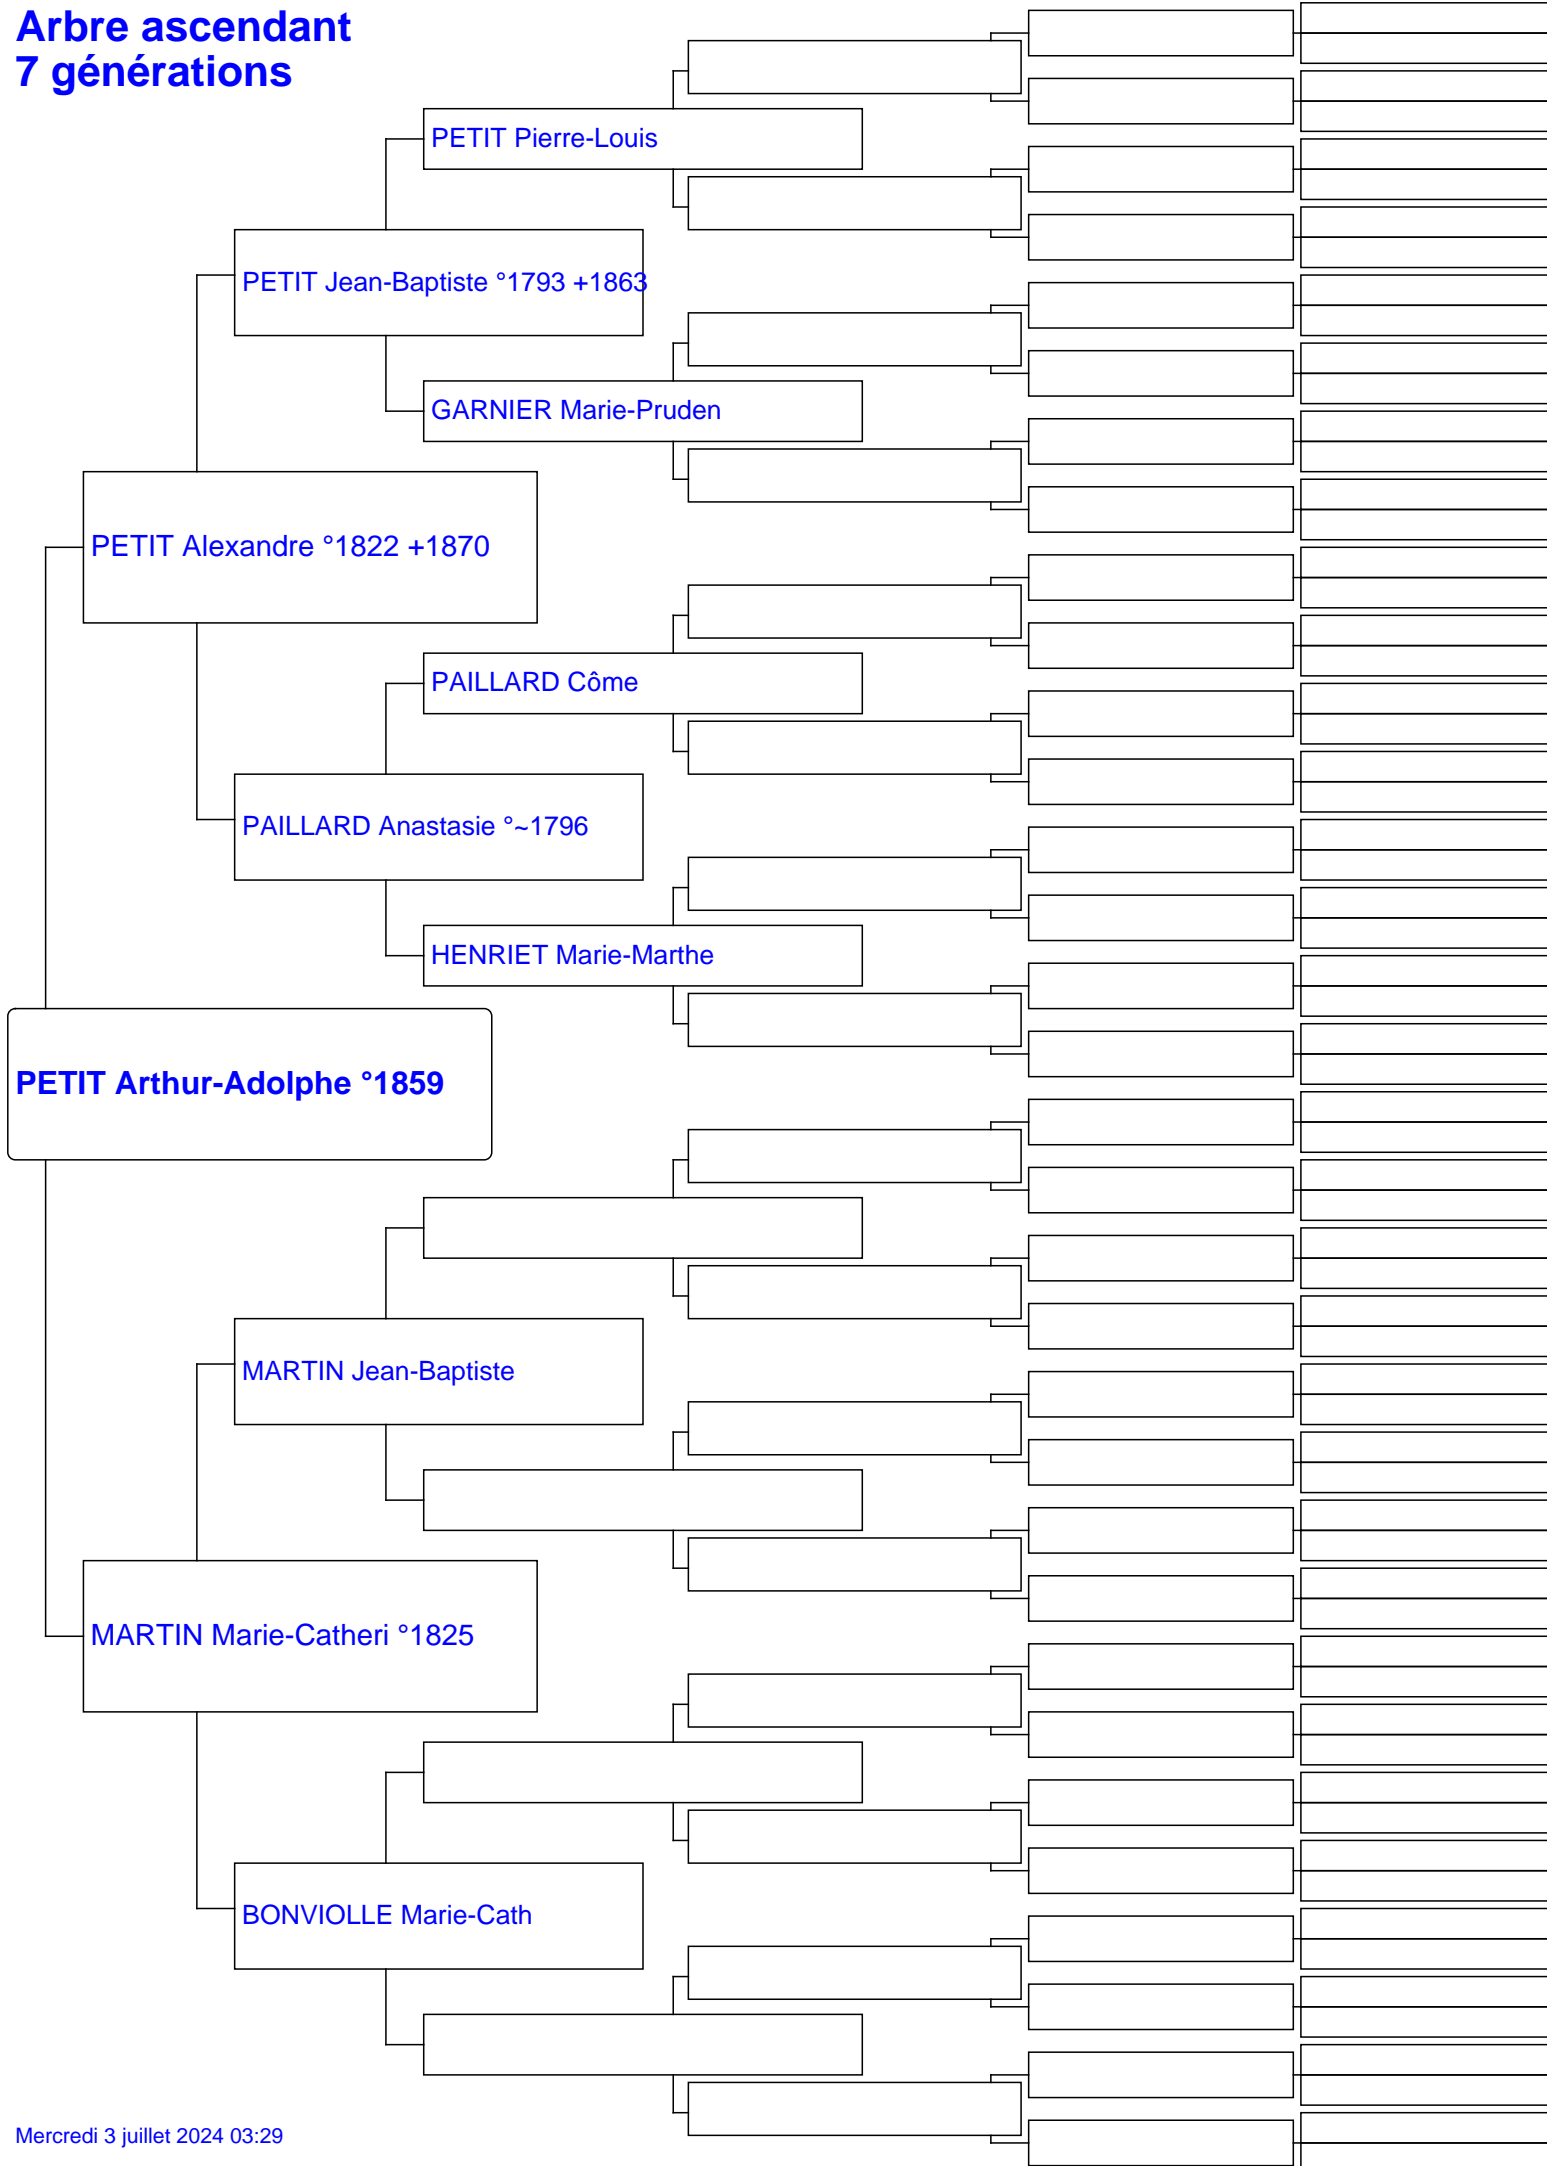 Arbre ascendant
7 générations
PETIT Pierre-Louis
PETIT Jean-Baptiste °1793 +1863
GARNIER Marie-Pruden
PETIT Alexandre °1822 +1870
PAILLARD Côme
PAILLARD Anastasie °~1796
HENRIET Marie-Marthe
PETIT Arthur-Adolphe °1859
MARTIN Jean-Baptiste
MARTIN Marie-Catheri °1825
BONVIOLLE Marie-Cath
Mercredi 3 juillet 2024 03:29